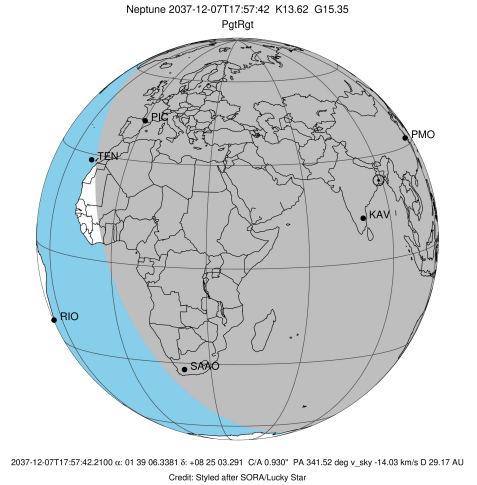 Neptune 2037-12-07T17:57:42 K13.62 G15.35
PgtRgt
PIC
PMO
TEN
KAV
RIO
SAAO
2037-12-07T17:57:42.2100 α: 01 39 06.3381 δ: +08 25 03.291 C/A 0.930" PA 341.52 deg v_sky -14.03 km/s D 29.17 AU
Credit: Styled after SORA/Lucky Star